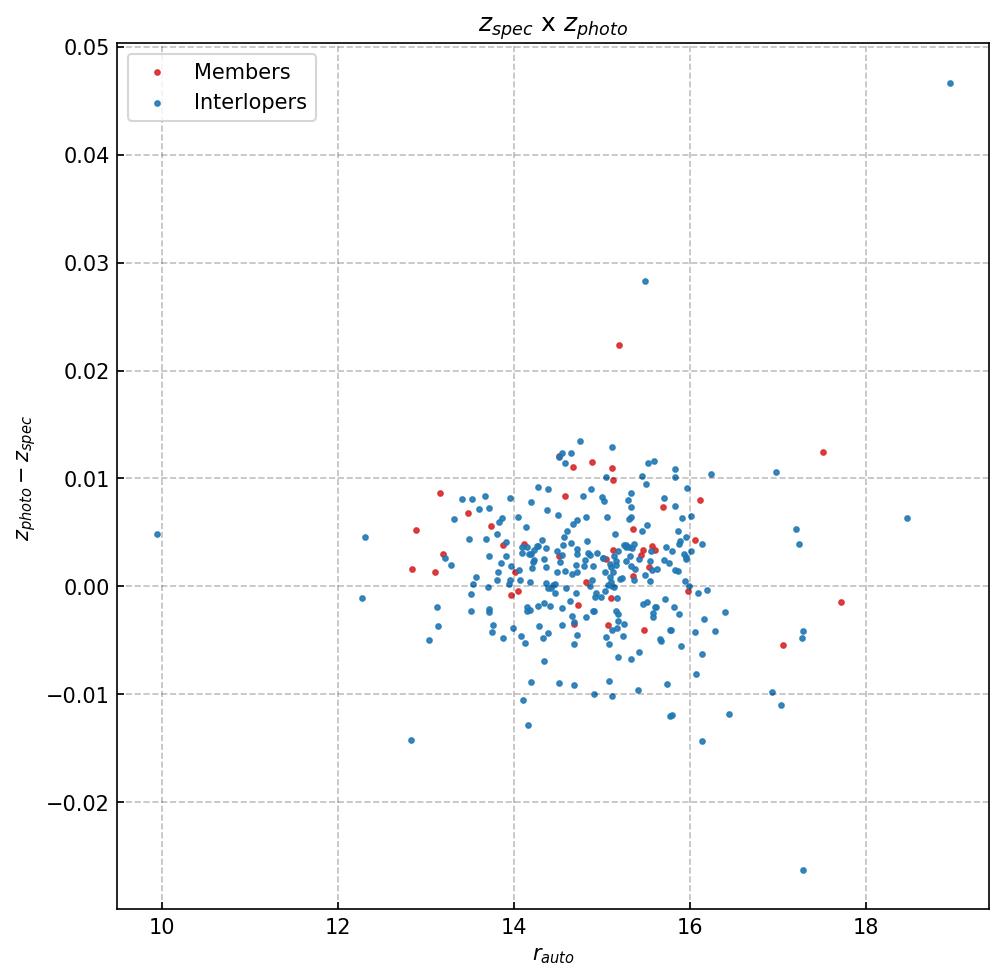 z_spec x z_photo
Members
Interlopers
0.05
0.04
0.03
0.02
0.01
0.00
−0.01
−0.02
z_photo − z_spec
10 12 14 16 18
r_auto